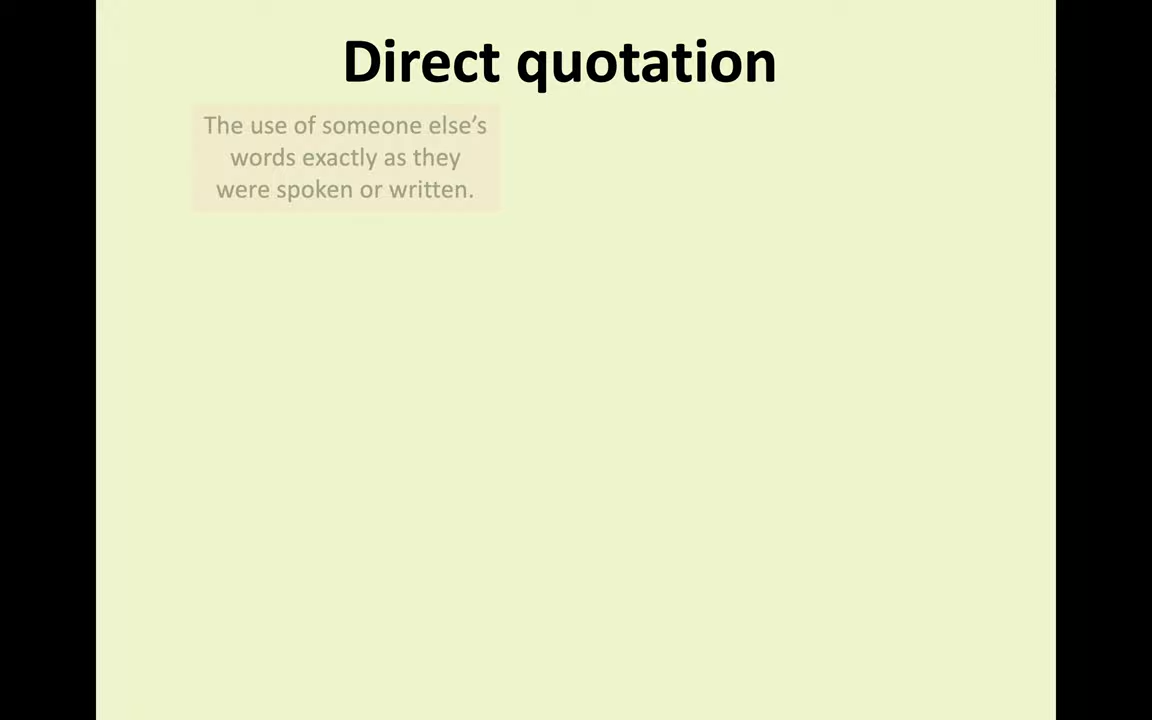 Direct quotation
The use of someone else’s
words exactly as they
were spoken or written.